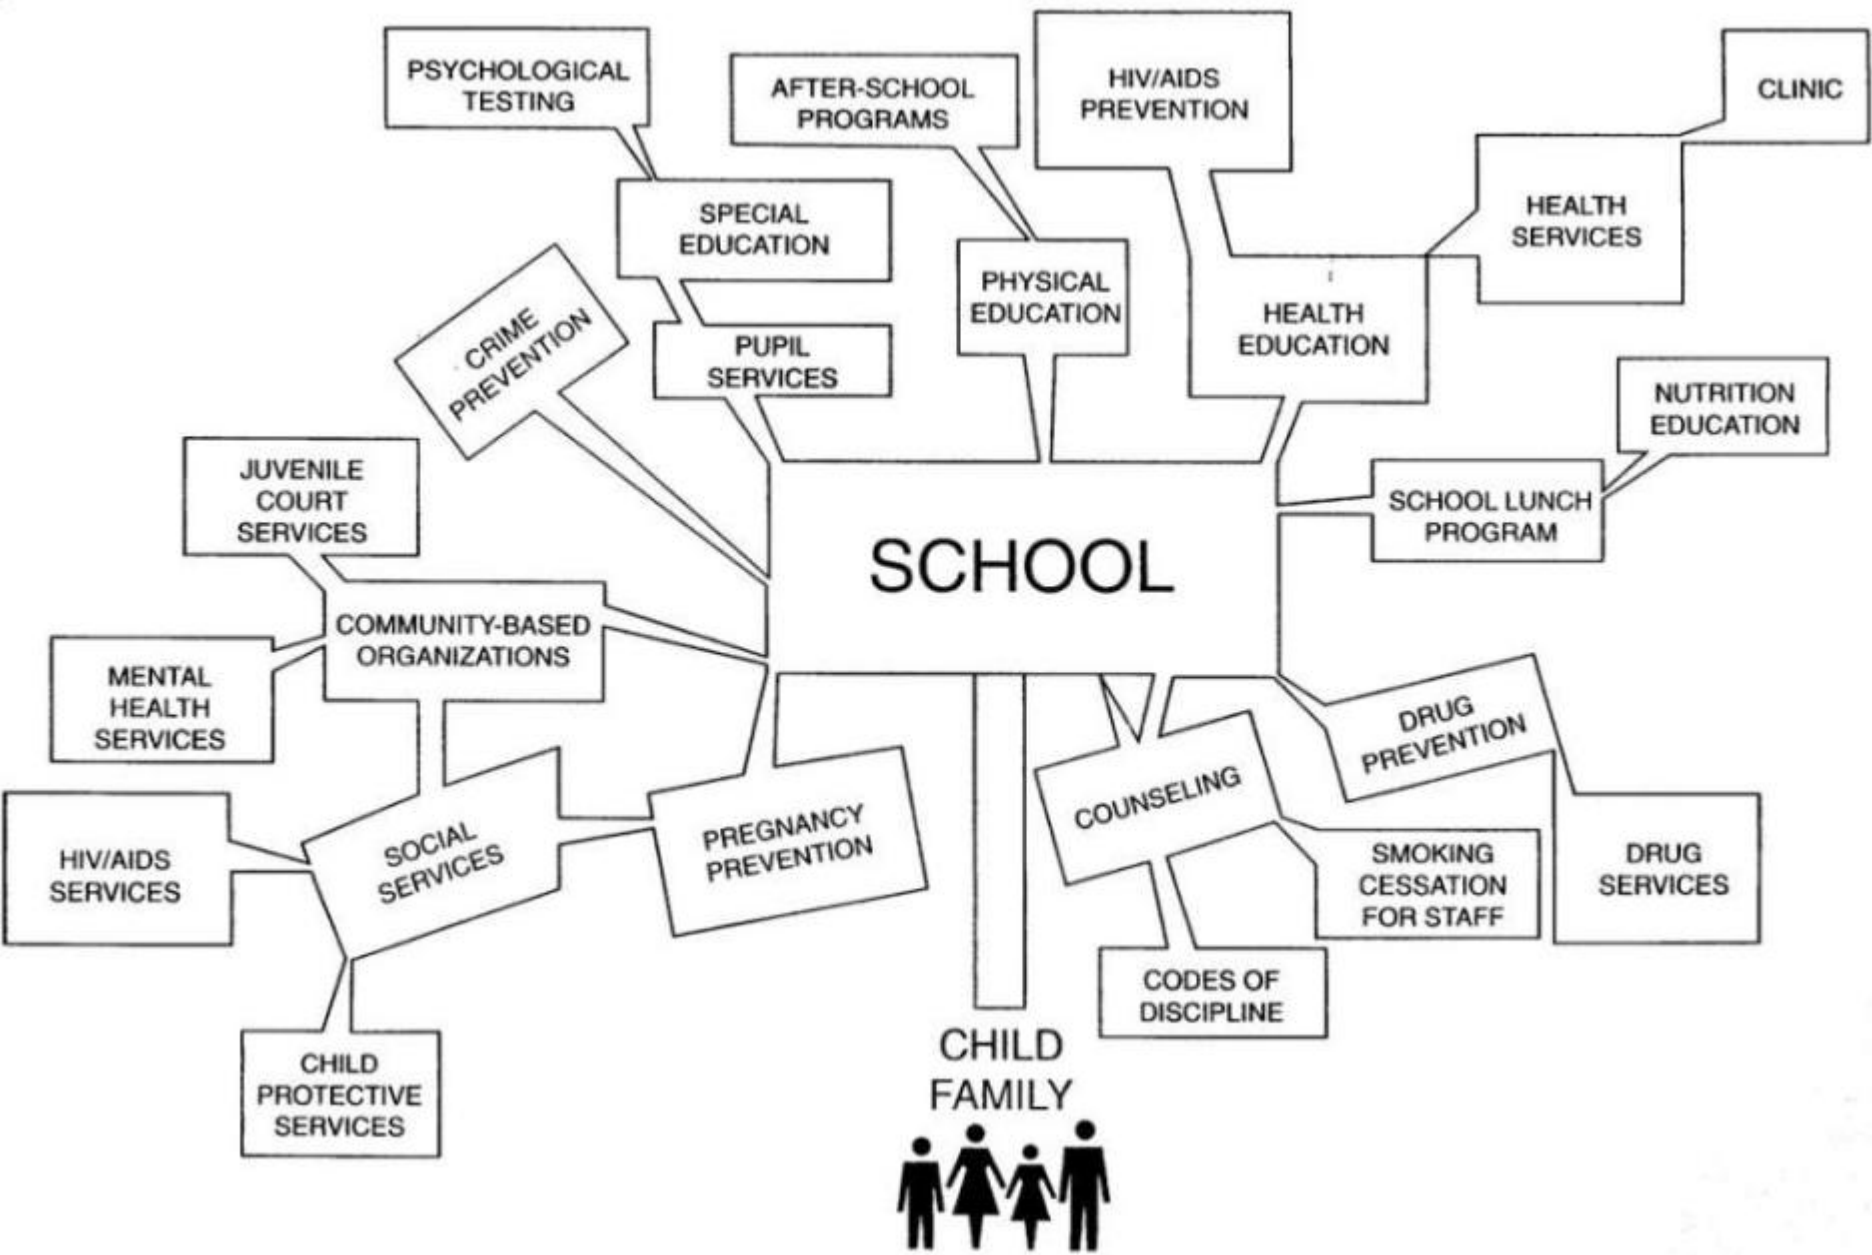 PSYCHOLOGICAL
TESTING
AFTER-SCHOOL
PROGRAMS
HIV/AIDS
PREVENTION
CLINIC
SPECIAL
EDUCATION
HEALTH
SERVICES
PHYSICAL
EDUCATION
HEALTH
EDUCATION
CRIME
PREVENTION
PUPIL
SERVICES
NUTRITION
EDUCATION
JUVENILE
COURT
SERVICES
SCHOOL LUNCH
PROGRAM
SCHOOL
COMMUNITY-BASED
ORGANIZATIONS
MENTAL
HEALTH
SERVICES
DRUG
PREVENTION
COUNSELING
HIV/AIDS
SERVICES
SOCIAL
SERVICES
PREGNANCY
PREVENTION
SMOKING
CESSATION
FOR STAFF
DRUG
SERVICES
CODES OF
DISCIPLINE
CHILD
PROTECTIVE
SERVICES
CHILD
FAMILY